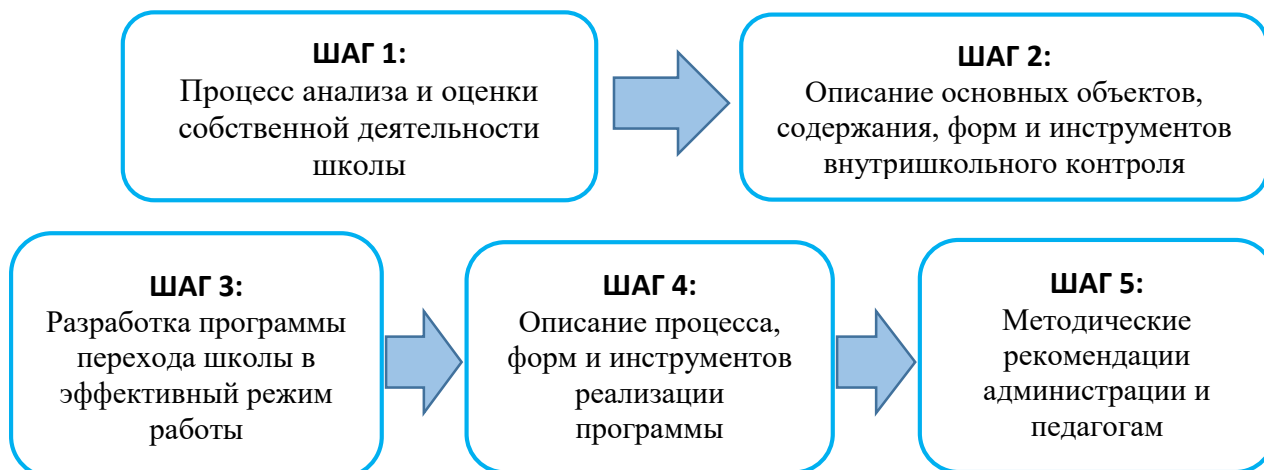 ШАГ 1:
Процесс анализа и оценки
собственной деятельности
школы
ШАГ 2:
Описание основных объектов,
содержания, форм и инструментов
внутришкольного контроля
ШАГ 3:
Разработка программы
перехода школы в
эффективный режим
работы
ШАГ 4:
Описание процесса,
форм и инструментов
реализации
программы
ШАГ 5:
Методические
рекомендации
администрации и
педагогам